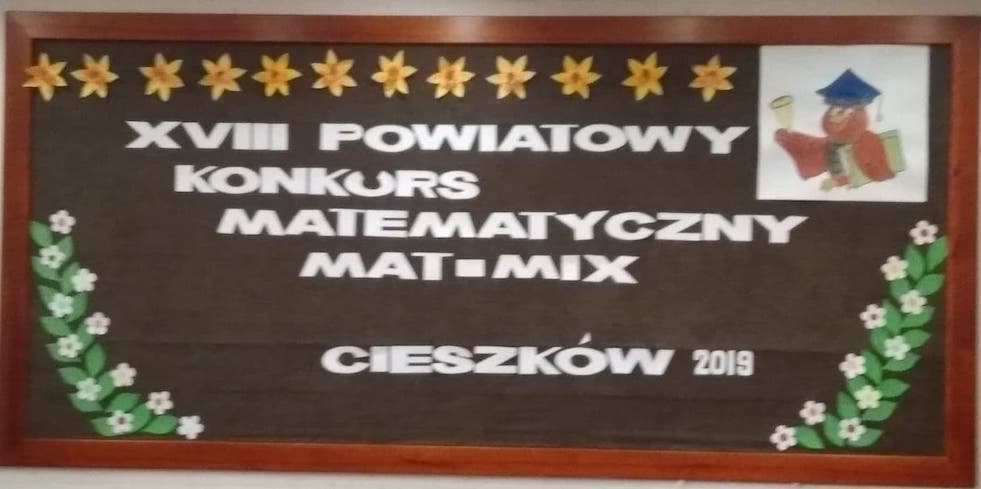 XVIII POWIATOWY
KONKURS
MATEMATYCZNY
MAT-MIX
CIESZKÓW 2019